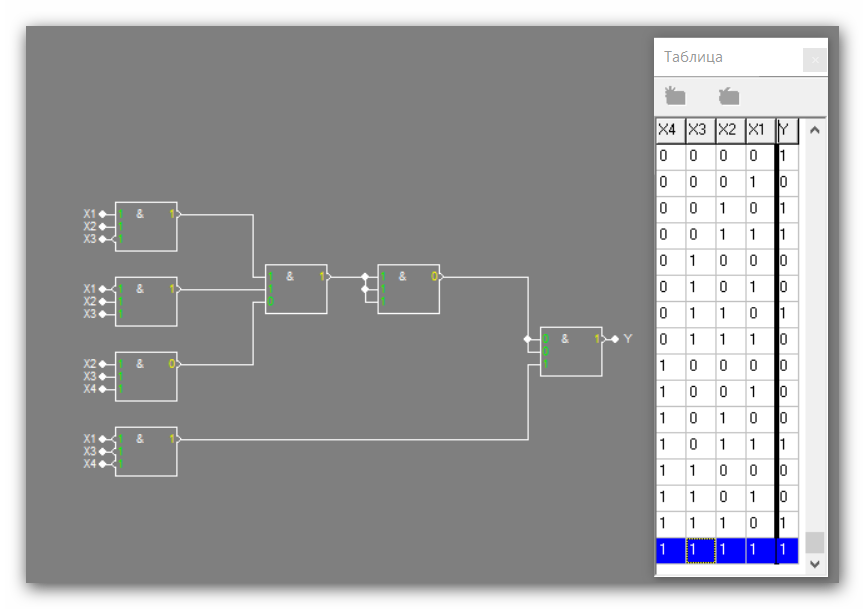 X1 1 & 1
X2 1
X3 1
X1 1 & 1
X2 1
X3 1
X2 1 & 0
X3 1
X4 1
X1 1 & 1
X3 1
X4 1
1 & 1
1
0
1 & 0
1
1
0 & 1 Y
0
1
Таблица
X4 X3 X2 X1 Y
0 0 0 0 1
0 0 0 1 0
0 0 1 0 1
0 0 1 1 1
0 1 0 0 0
0 1 0 1 0
0 1 1 0 1
0 1 1 1 0
1 0 0 0 0
1 0 0 1 0
1 0 1 0 0
1 0 1 1 1
1 1 0 0 0
1 1 0 1 0
1 1 1 0 1
1 1 1 1 1